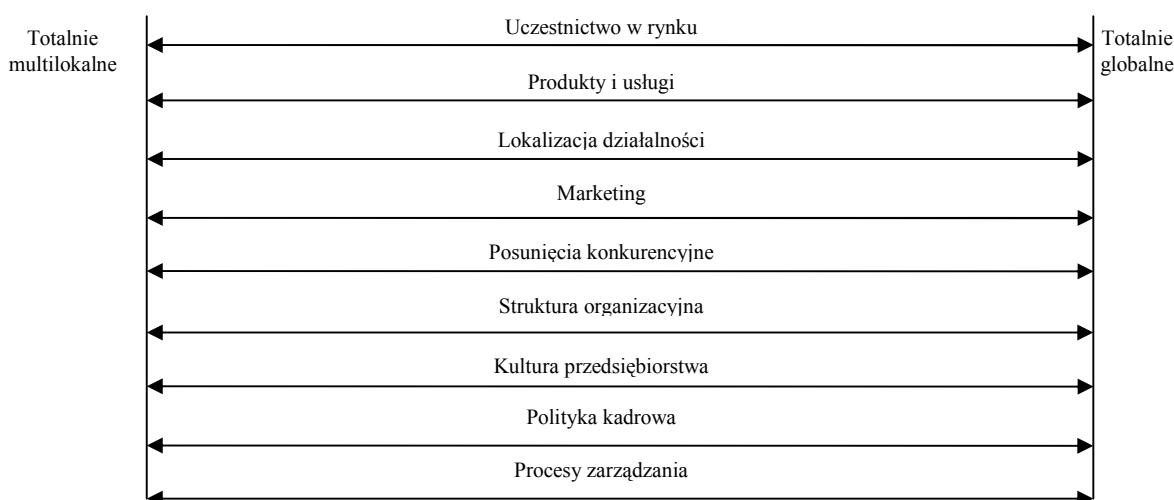 Uczestnictwo w rynku
Totalnie
multilokalne
Totalnie
globalne
Produkty i usługi
Lokalizacja działalności
Marketing
Posunięcia konkurencyjne
Struktura organizacyjna
Kultura przedsiębiorstwa
Polityka kadrowa
Procesy zarządzania